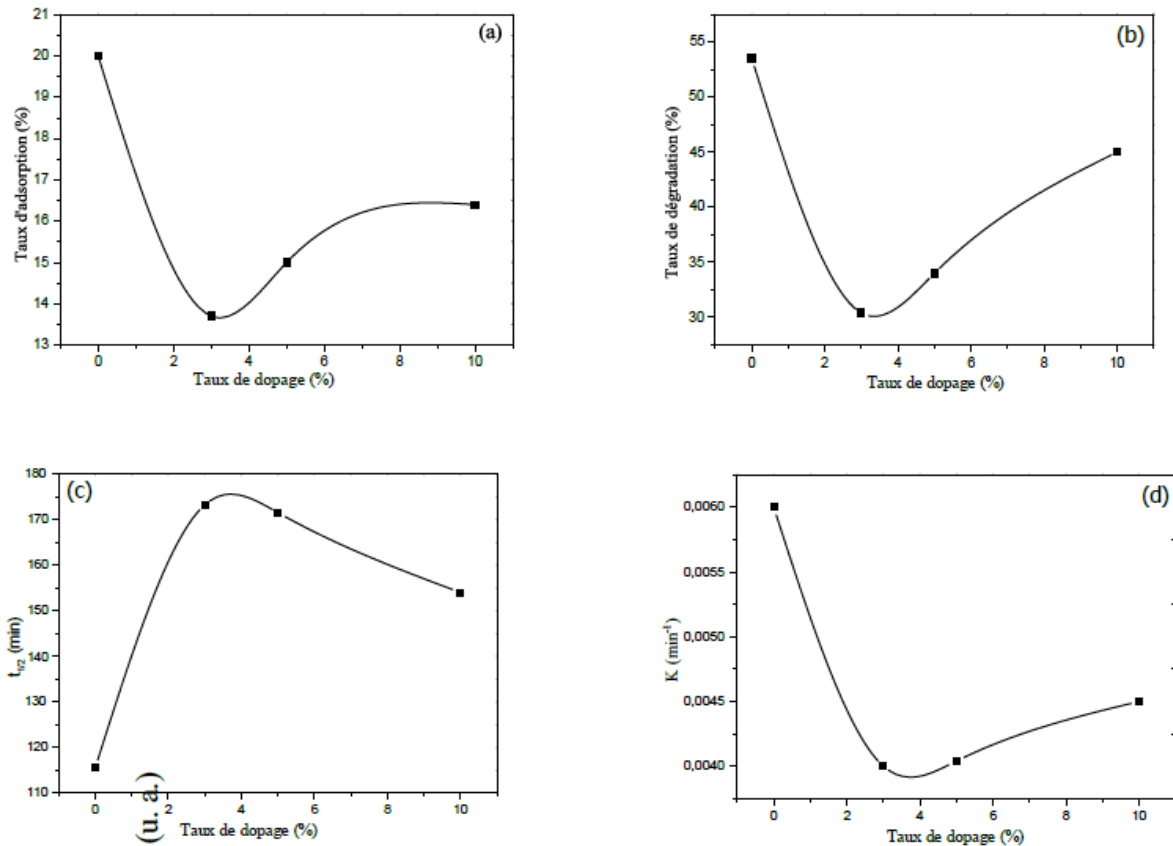 (a)
Taux d'adsorption (%)
21
20
19
18
17
16
15
14
13
0 2 4 6 8 10
Taux de dopage (%)
(b)
Taux de dégradation (%)
55
50
45
40
35
30
0 2 4 6 8 10
Taux de dopage (%)
(c)
t1/2 (min)
180
170
160
150
140
130
120
110
0 2 4 6 8 10
(u. a.)
Taux de dopage (%)
(d)
K (min-1)
0,0060
0,0055
0,0050
0,0045
0,0040
0 2 4 6 8 10
Taux de dopage (%)